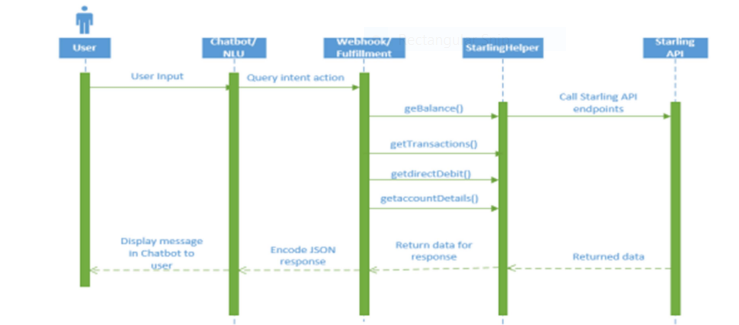 User
Chatbot/
NLU
Webhook/
Fulfillment
StarlingHelper
Starling
API
User Input
Query intent action
geBalance()
Call Starling API
endpoints
getTransactions()
getdirectDebit()
getaccountDetails()
Display message
in Chatbot to
user
Encode JSON
response
Return data for
response
Returned data